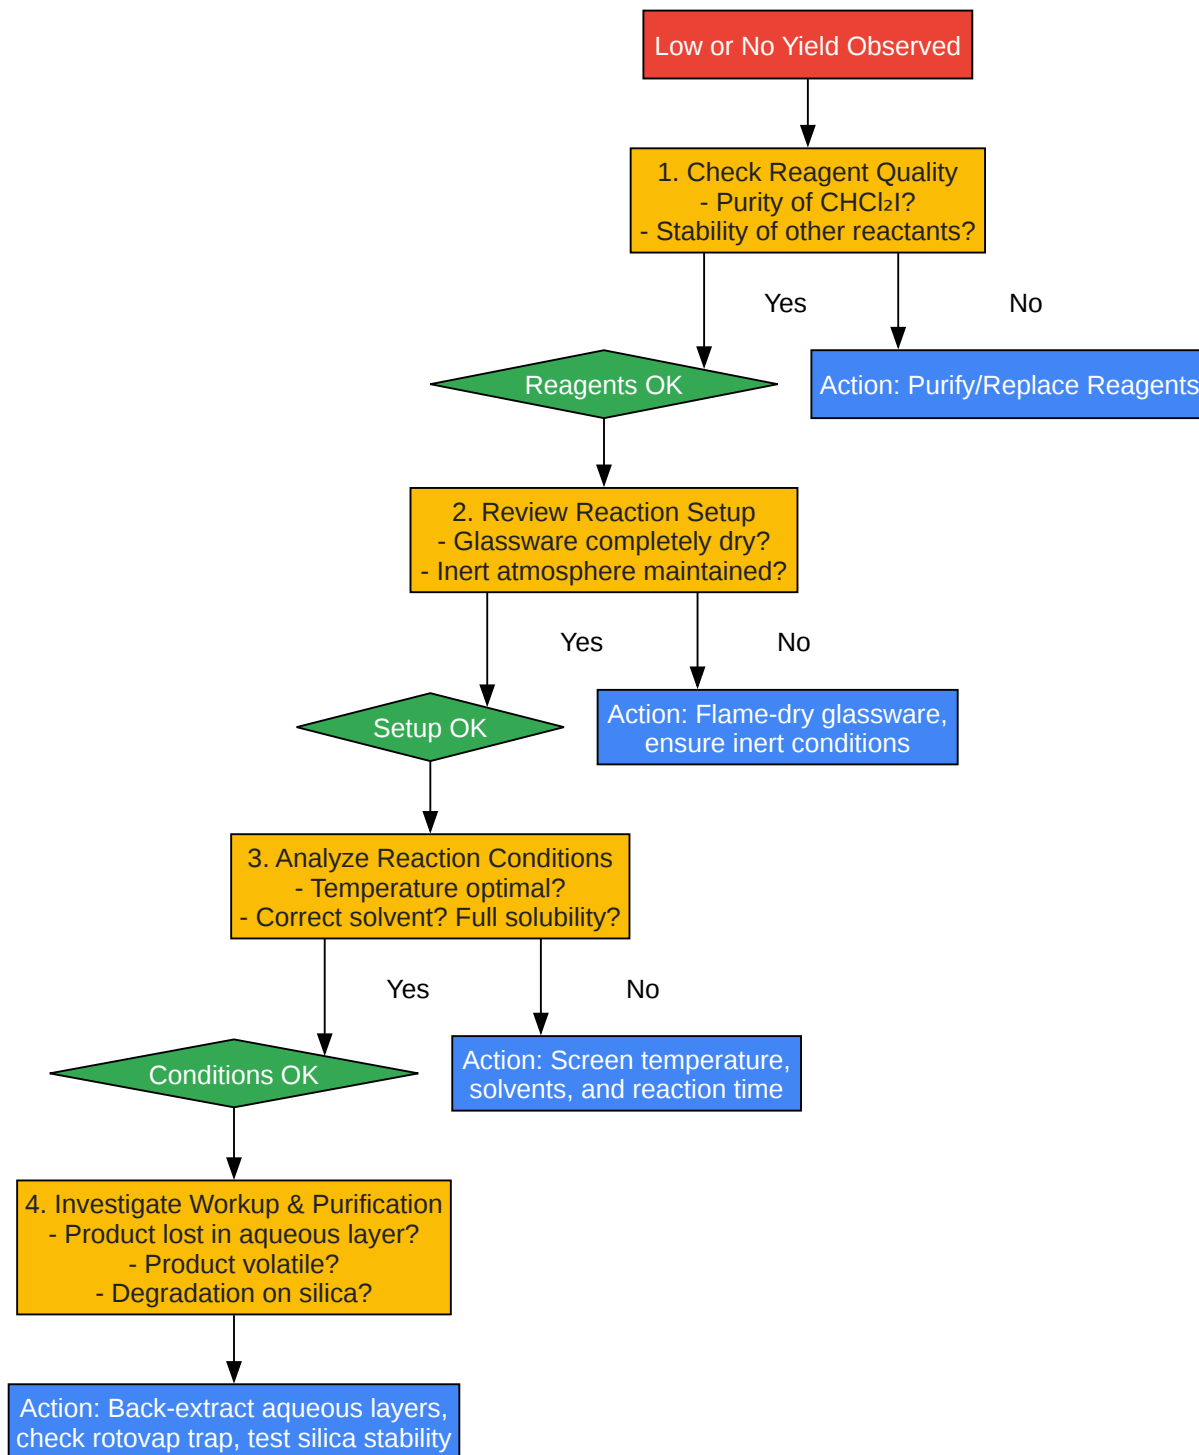 Low or No Yield Observed
1. Check Reagent Quality
- Purity of CHCl₂I?
- Stability of other reactants?
Yes
No
Reagents OK
Action: Purify/Replace Reagents
2. Review Reaction Setup
- Glassware completely dry?
- Inert atmosphere maintained?
Yes
No
Setup OK
Action: Flame-dry glassware,
ensure inert conditions
3. Analyze Reaction Conditions
- Temperature optimal?
- Correct solvent? Full solubility?
Yes
No
Conditions OK
Action: Screen temperature,
solvents, and reaction time
4. Investigate Workup & Purification
- Product lost in aqueous layer?
- Product volatile?
- Degradation on silica?
Action: Back-extract aqueous layers,
check rotovap trap, test silica stability